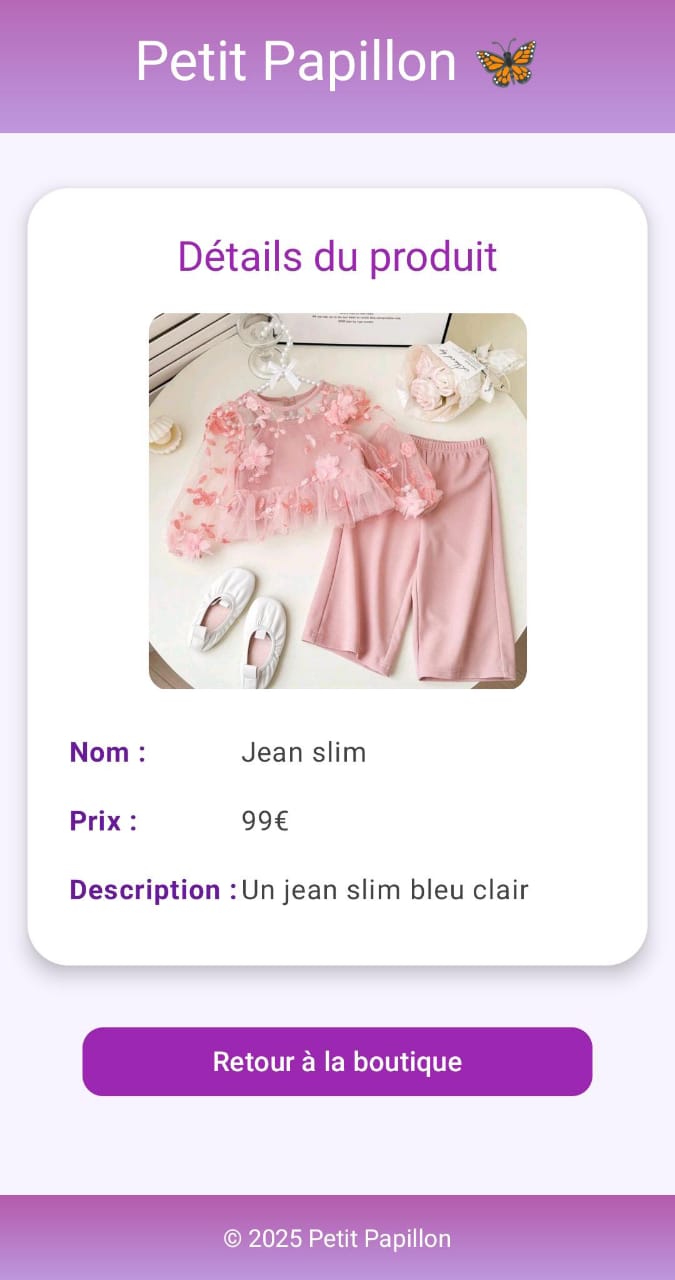 Petit Papillon 🦋
Détails du produit
Nom : Jean slim
Prix : 99€
Description : Un jean slim bleu clair
Retour à la boutique
© 2025 Petit Papillon